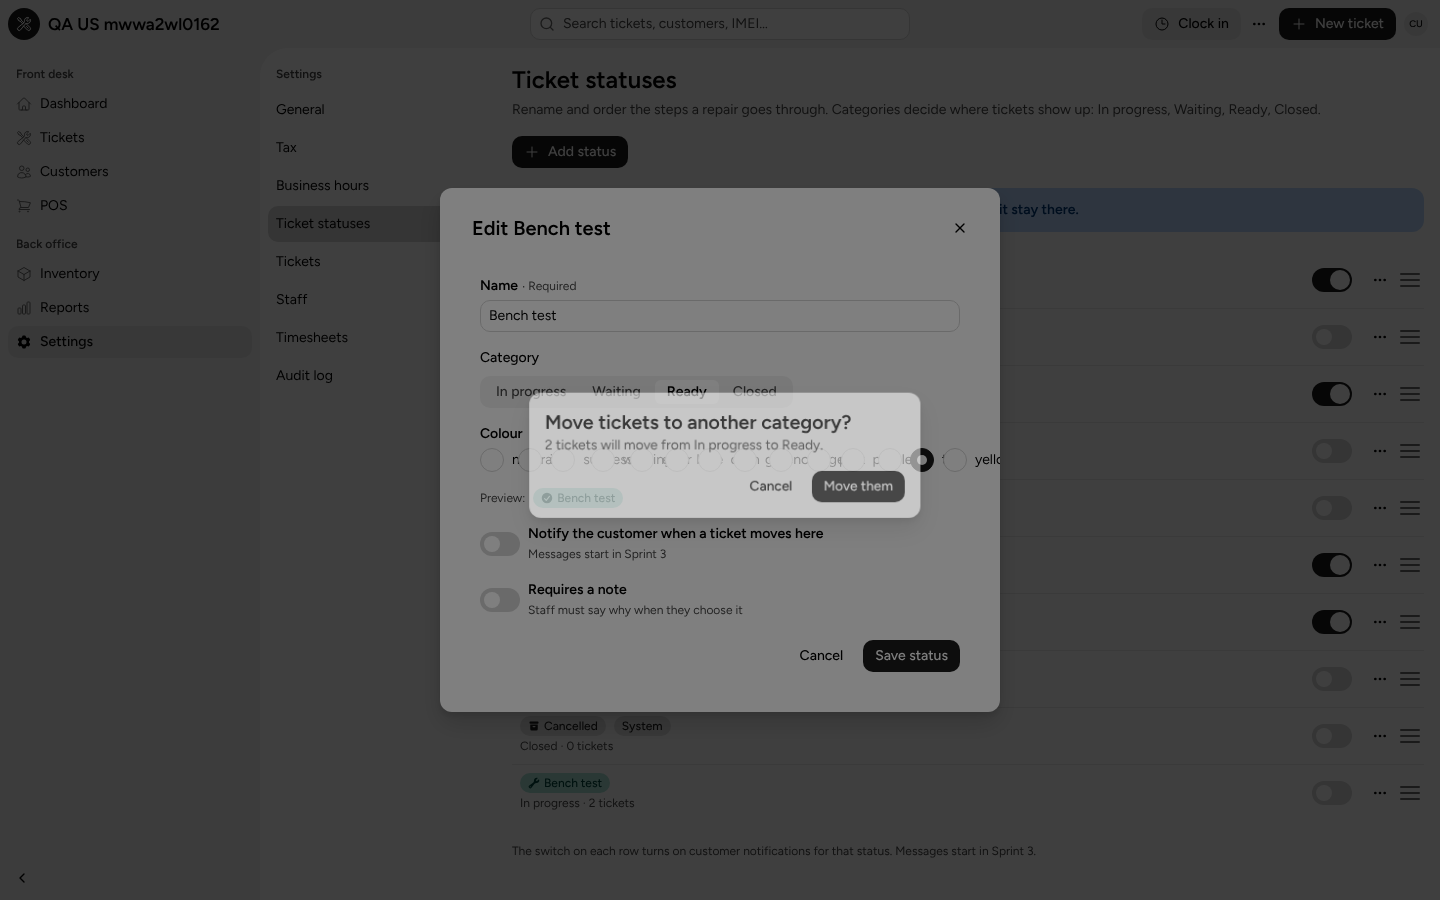 QA US mwwa2wl0162
Search tickets, customers, IMEI...
Clock in
New ticket
CU
Front desk
Dashboard
Tickets
Customers
POS
Back office
Inventory
Reports
Settings
Settings
General
Tax
Business hours
Ticket statuses
Tickets
Staff
Timesheets
Audit log
Ticket statuses
Rename and order the steps a repair goes through. Categories decide where tickets show up: In progress, Waiting, Ready, Closed.
Add status
it stay there.
Edit Bench test
Name · Required
Bench test
Category
In progress Waiting Ready Closed
Move tickets to another category?
2 tickets will move from In progress to Ready.
Colour
Cancel
Move them
Preview:
Bench test
Notify the customer when a ticket moves here
Messages start in Sprint 3
Requires a note
Staff must say why when they choose it
Cancel
Save status
Cancelled
System
Closed · 0 tickets
Bench test
In progress · 2 tickets
The switch on each row turns on customer notifications for that status. Messages start in Sprint 3.